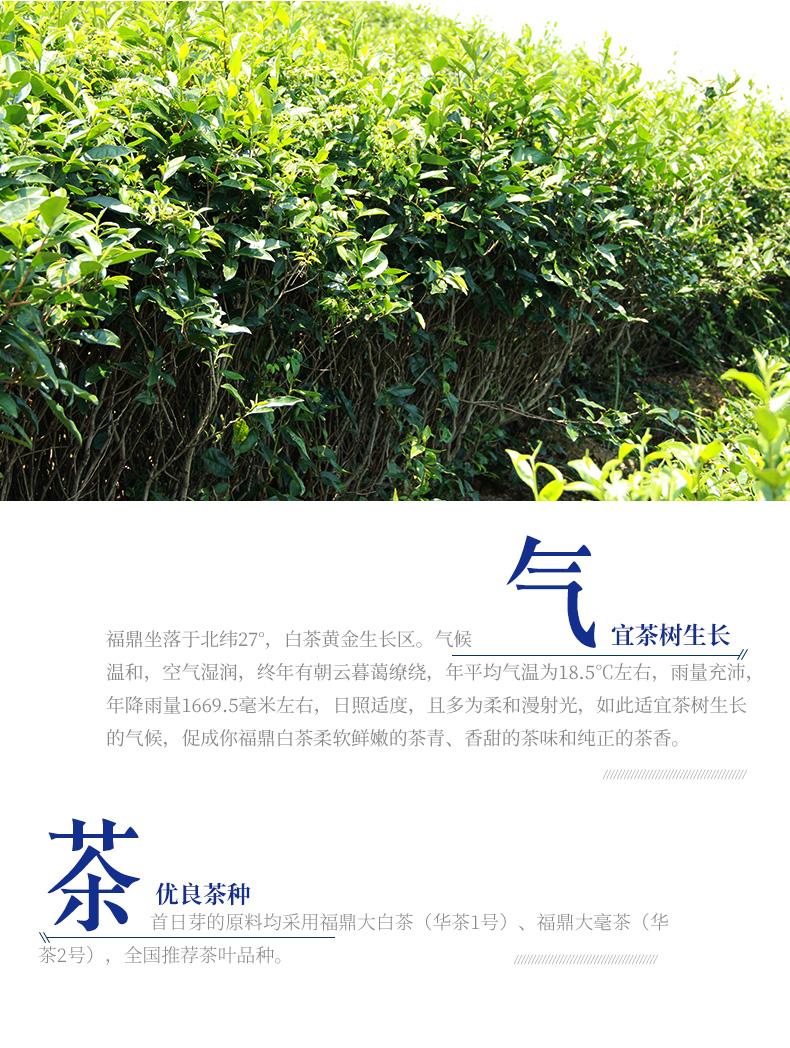 气
宜茶树生长
福鼎坐落于北纬27°，白茶黄金生长区。气候
温和，空气湿润，终年有朝云暮蔼缭绕，年平均气温为18.5℃左右，雨量充沛，
年降雨量1669.5毫米左右，日照适度，且多为柔和漫射光，如此适宜茶树生长
的气候，促成你福鼎白茶柔软鲜嫩的茶青、香甜的茶味和纯正的茶香。
茶
优良茶种
首日芽的原料均采用福鼎大白茶（华茶1号）、福鼎大毫茶（华
茶2号），全国推荐茶叶品种。